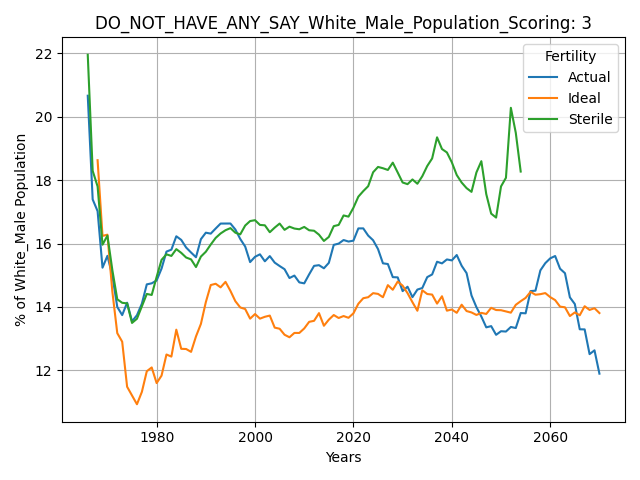 DO_NOT_HAVE_ANY_SAY_White_Male_Population_Scoring: 3
Fertility
Actual
Ideal
Sterile
% of White_Male Population
22
20
18
16
14
12
1980 2000 2020 2040 2060
Years